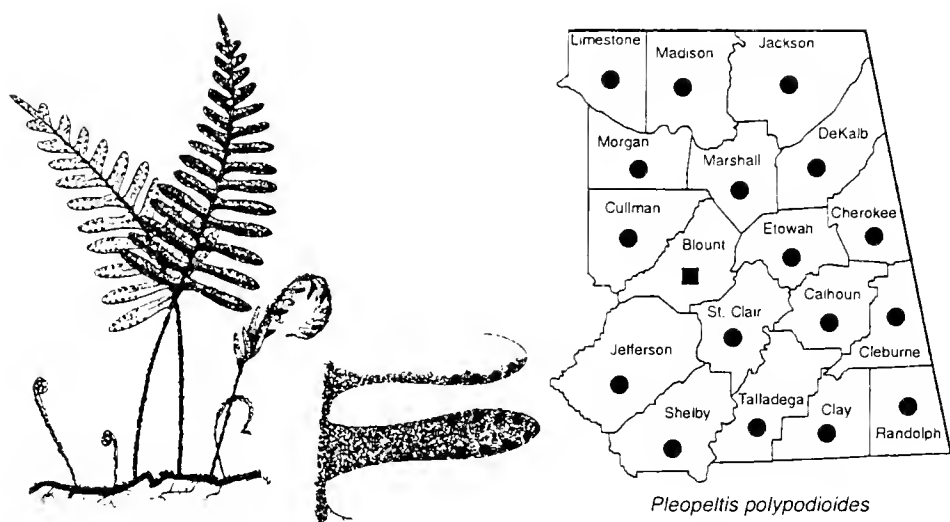 Limestone
Madison
Jackson
Morgan
Marshall
DeKalb
Cullman
Blount
Etowah
Cherokee
St. Clair
Calhoun
Cleburne
Jefferson
Shelby
Talladega
Clay
Randolph
Pleopeltis polypodioides